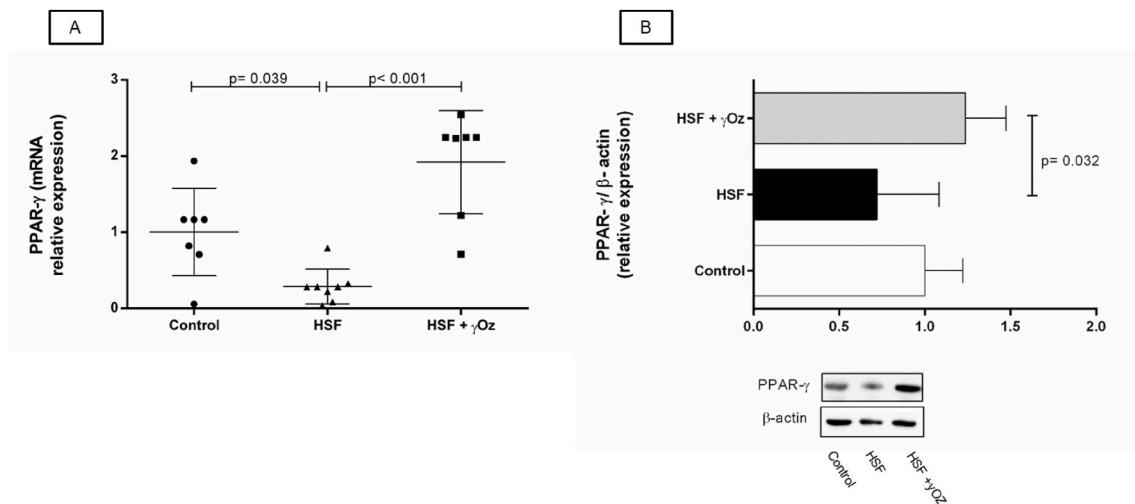 A
PPAR-γ (mRNA
relative expression)
3
2
1
0
p= 0.039
p< 0.001
Control
HSF
HSF + γOz
B
PPAR- γ/ β- actin
(relative expression)
HSF + γOz
HSF
Control
p= 0.032
0.0
0.5
1.0
1.5
2.0
PPAR-γ
β-actin
Control
HSF
HSF +γOZ